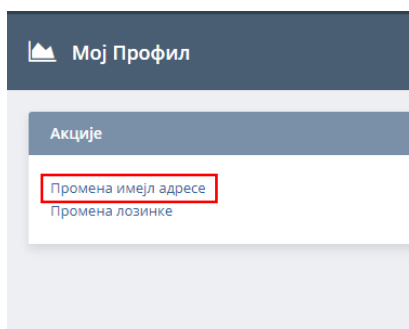 Мој Профил
Акције
Промена имејл адресе
Промена лозинке